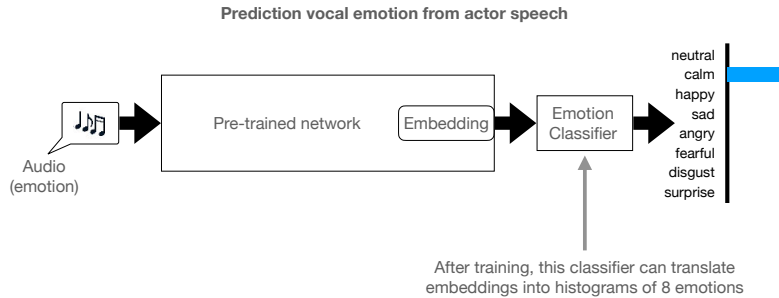 Prediction vocal emotion from actor speech
Audio
(emotion)
Pre-trained network
Embedding
Emotion
Classifier
neutral
calm
happy
sad
angry
fearful
disgust
surprise
After training, this classifier can translate
embeddings into histograms of 8 emotions